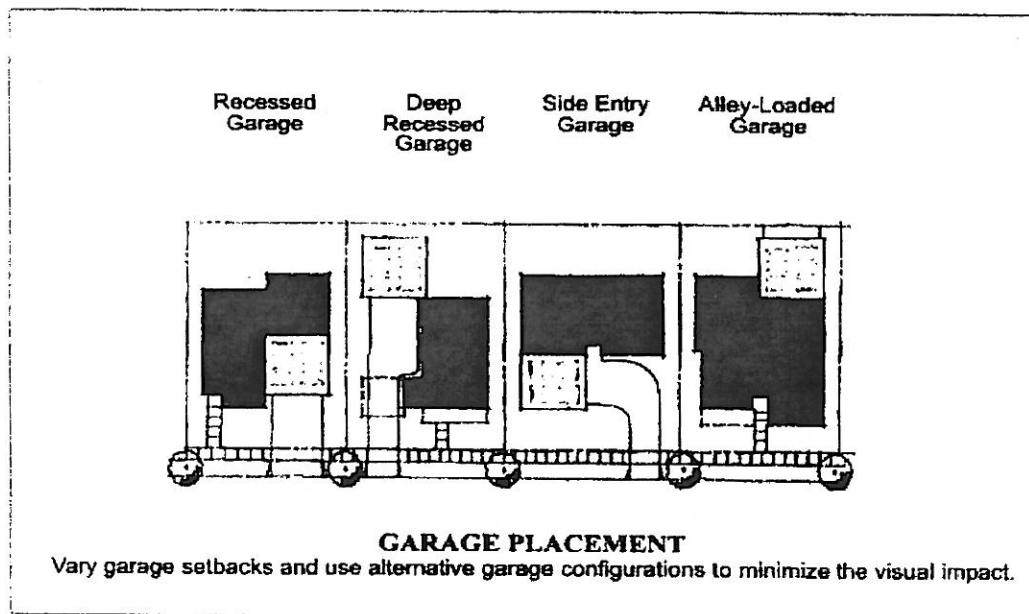 Recessed
Garage
Deep
Recessed
Garage
Side Entry
Garage
Alley-Loaded
Garage
GARAGE PLACEMENT
Vary garage setbacks and use alternative garage configurations to minimize the visual impact.